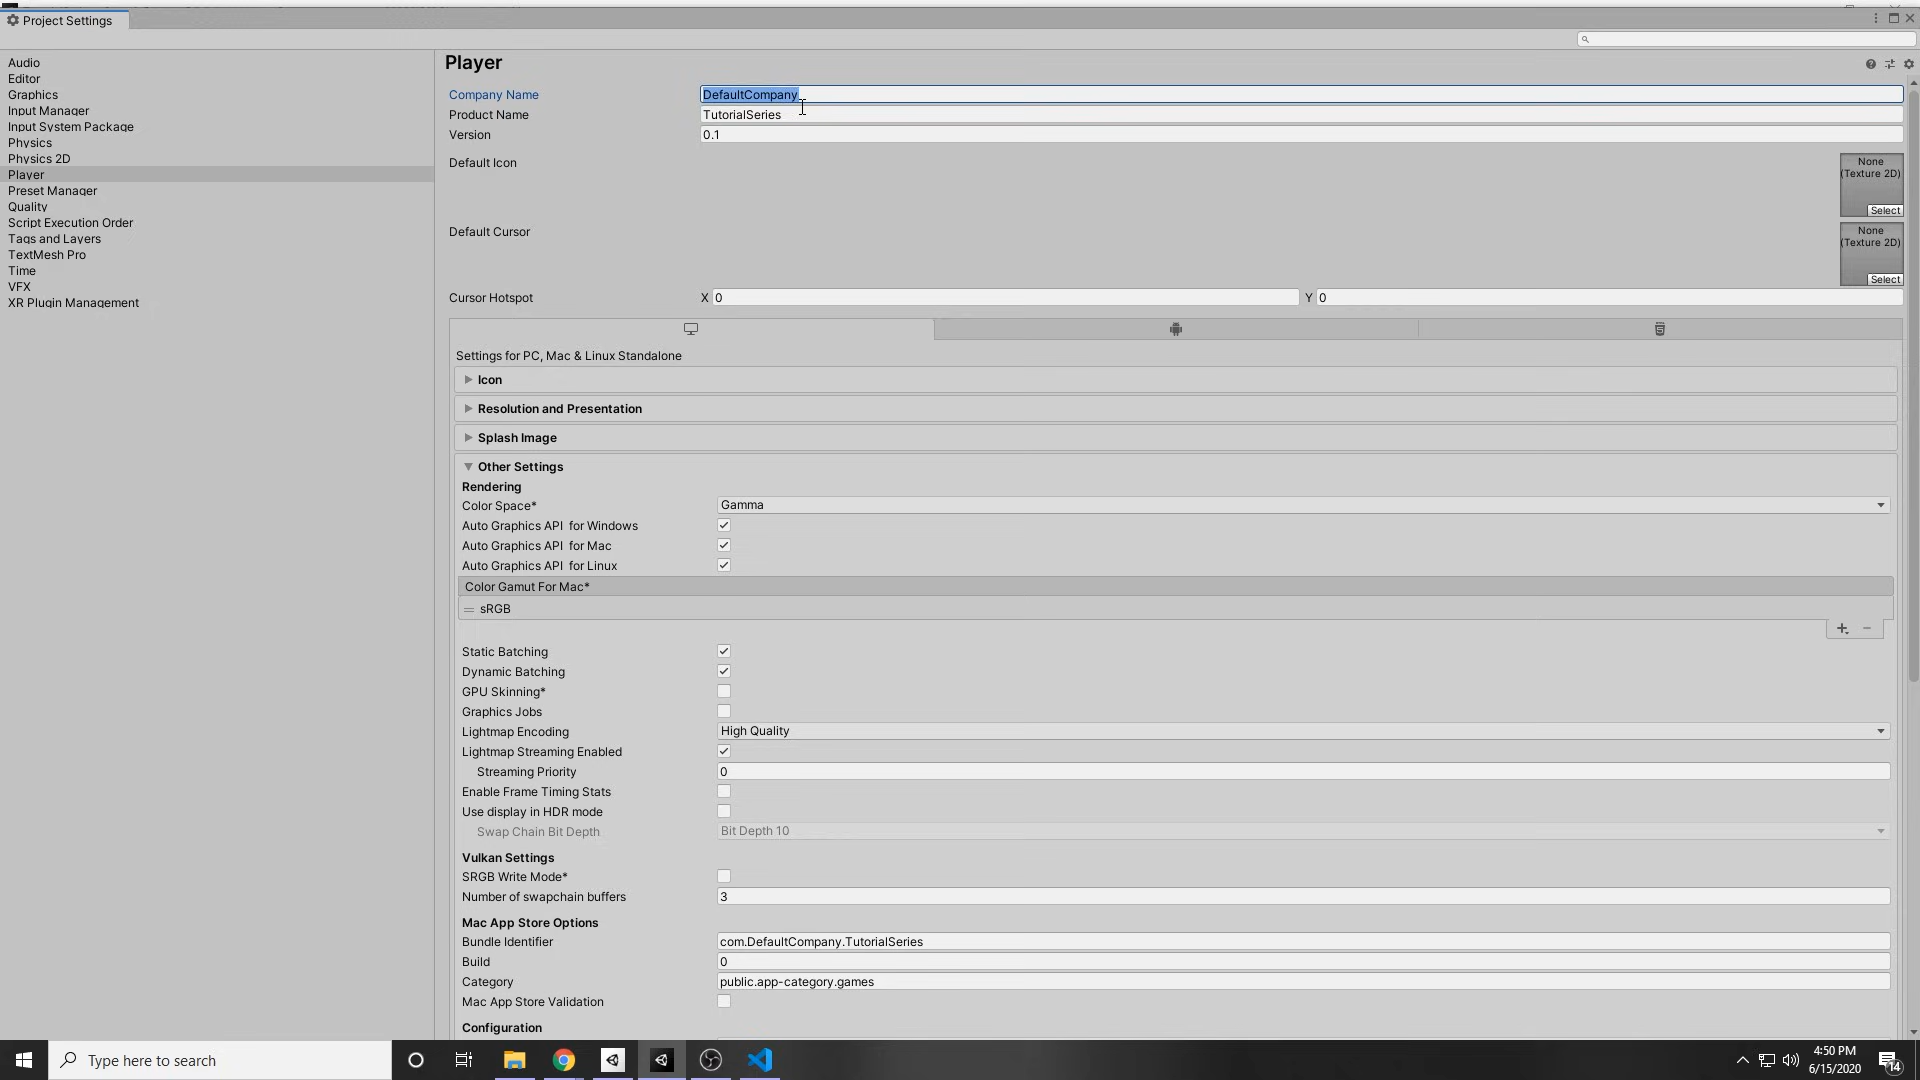 Project Settings
Audio
Editor
Graphics
Input Manager
Input System Package
Physics
Physics 2D
Player
Preset Manager
Quality
Script Execution Order
Tags and Layers
TextMesh Pro
Time
VFX
XR Plugin Management
Player
Company Name DefaultCompany
Product Name TutorialSeries
Version 0.1
Default Icon
None
(Texture 2D)
Select
Default Cursor
None
(Texture 2D)
Select
Cursor Hotspot X 0 Y 0
Settings for PC, Mac & Linux Standalone
Icon
Resolution and Presentation
Splash Image
Other Settings
Rendering
Color Space* Gamma
Auto Graphics API for Windows
Auto Graphics API for Mac
Auto Graphics API for Linux
Color Gamut For Mac*
sRGB
Static Batching
Dynamic Batching
GPU Skinning*
Graphics Jobs
Lightmap Encoding High Quality
Lightmap Streaming Enabled
Streaming Priority 0
Enable Frame Timing Stats
Use display in HDR mode
Swap Chain Bit Depth Bit Depth 10
Vulkan Settings
SRGB Write Mode*
Number of swapchain buffers 3
Mac App Store Options
Bundle Identifier com.DefaultCompany.TutorialSeries
Build 0
Category public.app-category.games
Mac App Store Validation
Configuration
Type here to search
4:50 PM
6/15/2020
14